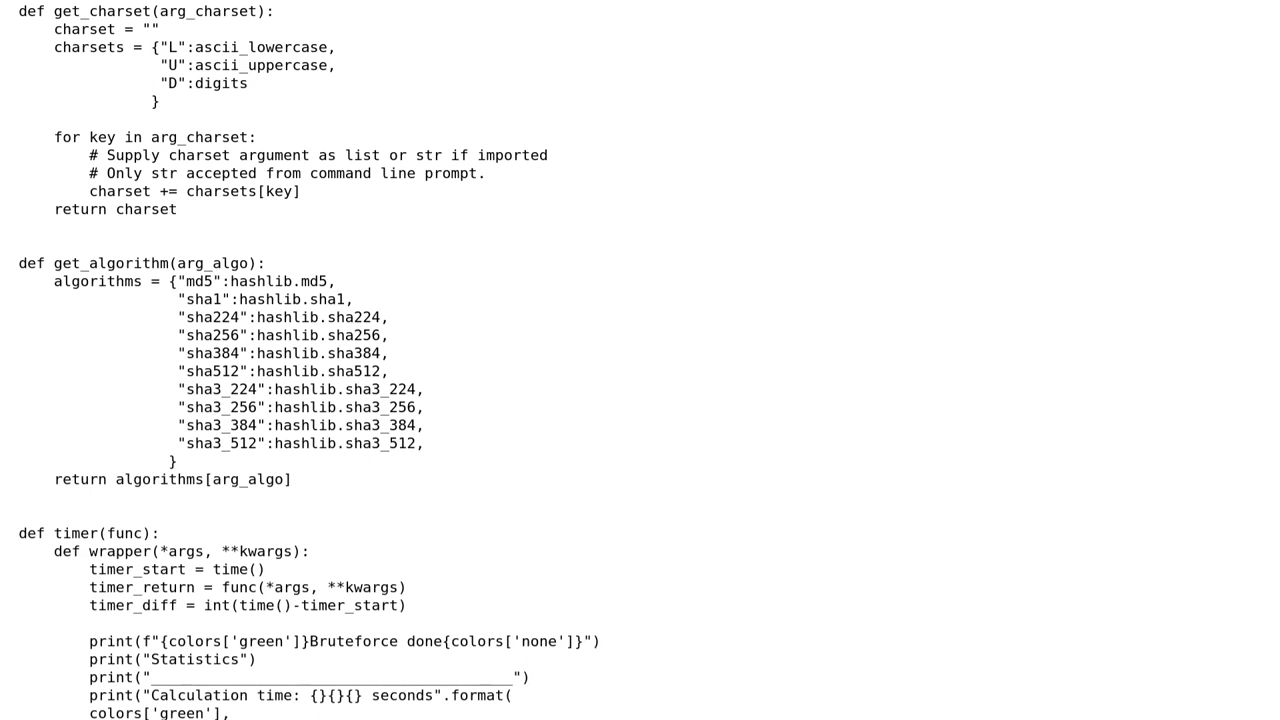 def get_charset(arg_charset):
    charset = ""
    charsets = {"L":ascii_lowercase,
                "U":ascii_uppercase,
                "D":digits
               }

    for key in arg_charset:
        # Supply charset argument as list or str if imported
        # Only str accepted from command line prompt.
        charset += charsets[key]
    return charset


def get_algorithm(arg_algo):
    algorithms = {"md5":hashlib.md5,
                  "sha1":hashlib.sha1,
                  "sha224":hashlib.sha224,
                  "sha256":hashlib.sha256,
                  "sha384":hashlib.sha384,
                  "sha512":hashlib.sha512,
                  "sha3_224":hashlib.sha3_224,
                  "sha3_256":hashlib.sha3_256,
                  "sha3_384":hashlib.sha3_384,
                  "sha3_512":hashlib.sha3_512,
                 }
    return algorithms[arg_algo]


def timer(func):
    def wrapper(*args, **kwargs):
        timer_start = time()
        timer_return = func(*args, **kwargs)
        timer_diff = int(time()-timer_start)

        print(f"{colors['green']}Bruteforce done{colors['none']}")
        print("Statistics")
        print("_________________________________________")
        print("Calculation time: {}{}{} seconds".format(
        colors['green'],